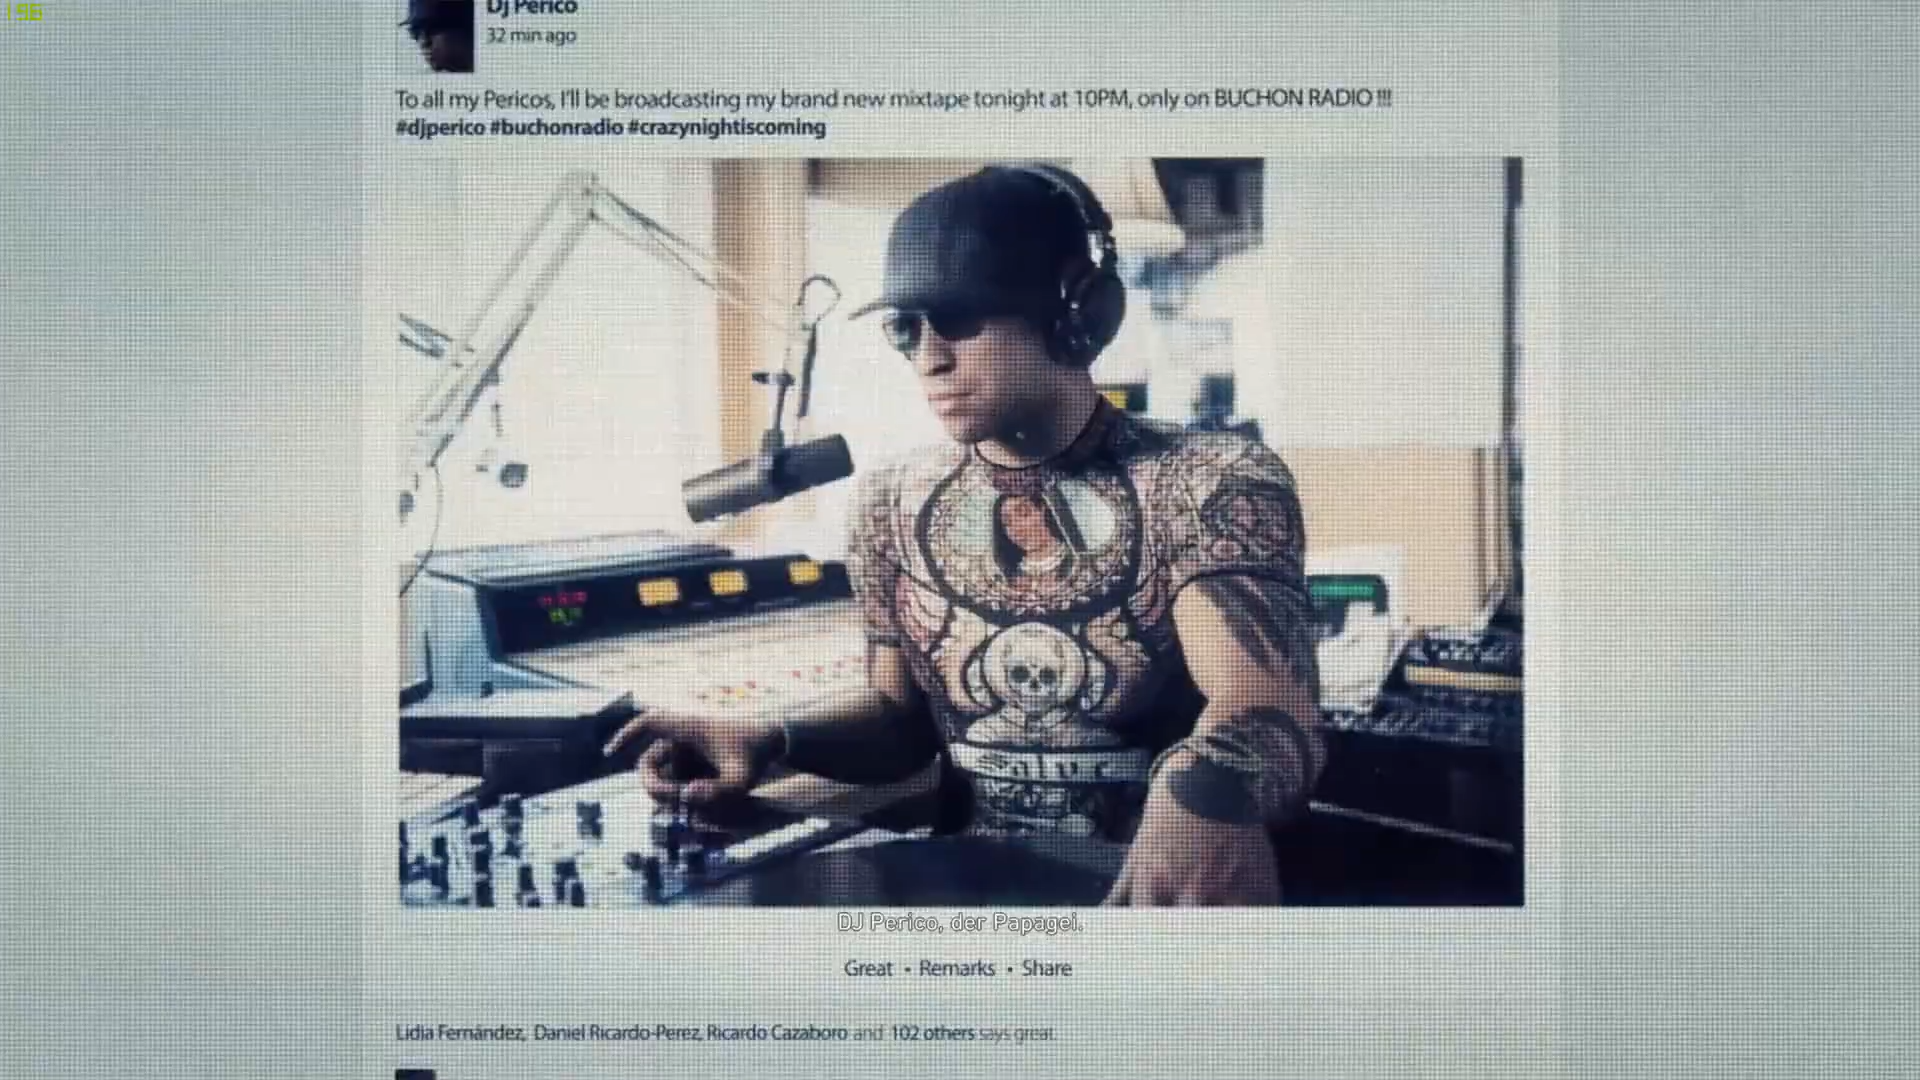 198
Dj Perico
32 min ago
To all my Pericos, I'll be broadcasting my brand new mixtape tonight at 10PM, only on BUCHON RADIO !!!
#djperico #buchonradio #crazynightiscoming
DJ Perico, der Papagei.
Great • Remarks • Share
Lidia Fernández, Daniel Ricardo-Perez, Ricardo Cazaboro and 102 others says great.